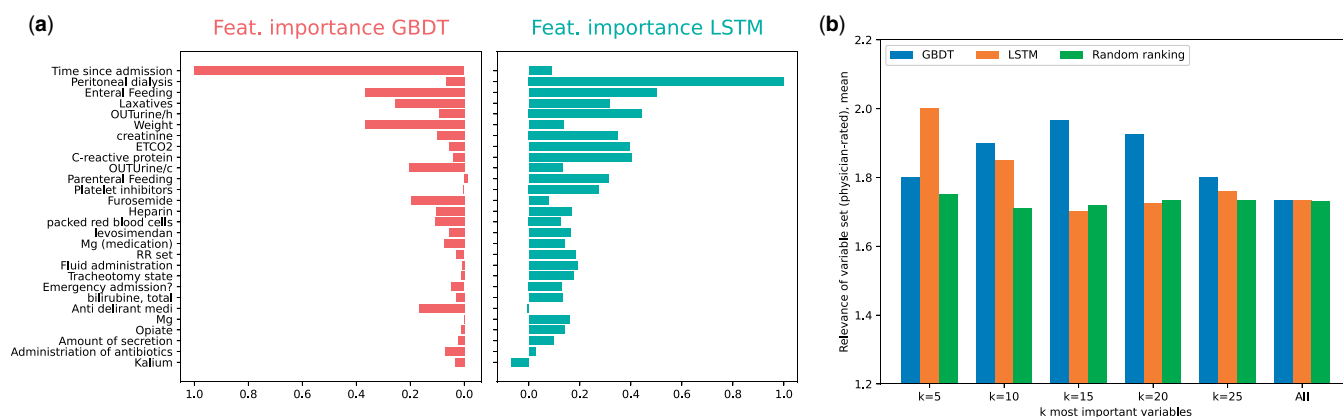 (a)
Feat. importance GBDT
Feat. importance LSTM
Time since admission
Peritoneal dialysis
Enteral Feeding
Laxatives
OUTurine/h
Weight
creatinine
ETCO2
C-reactive protein
OUTUrine/c
Parenteral Feeding
Platelet inhibitors
Furosemide
Heparin
packed red blood cells
levosimendan
Mg (medication)
RR set
Fluid administration
Tracheotomy state
Emergency admission?
bilirubine, total
Anti delirant medi
Mg
Opiate
Amount of secretion
Administriation of antibiotics
Kalium
1.0 0.8 0.6 0.4 0.2 0.0
0.0 0.2 0.4 0.6 0.8 1.0
(b)
GBDT LSTM Random ranking
Relevance of variable set (physician-rated), mean
2.2
2.0
1.8
1.6
1.4
1.2
k=5 k=10 k=15 k=20 k=25 All
k most important variables